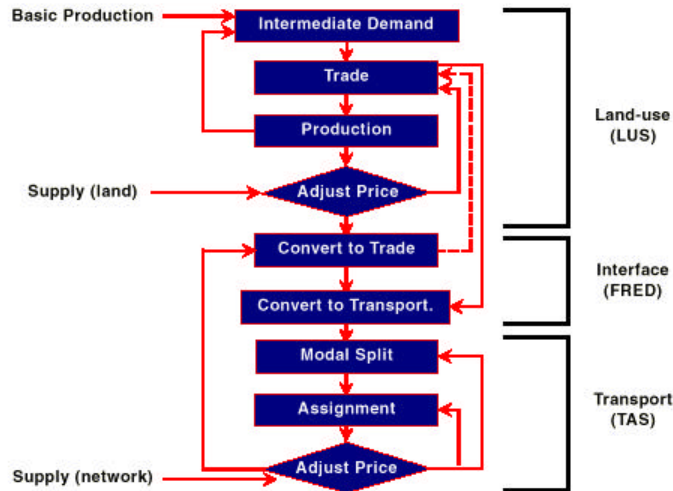 Basic Production
Intermediate Demand
Trade
Production
Land-use
(LUS)
Supply (land)
Adjust Price
Convert to Trade
Interface
(FRED)
Convert to Transport.
Modal Split
Assignment
Transport
(TAS)
Supply (network)
Adjust Price